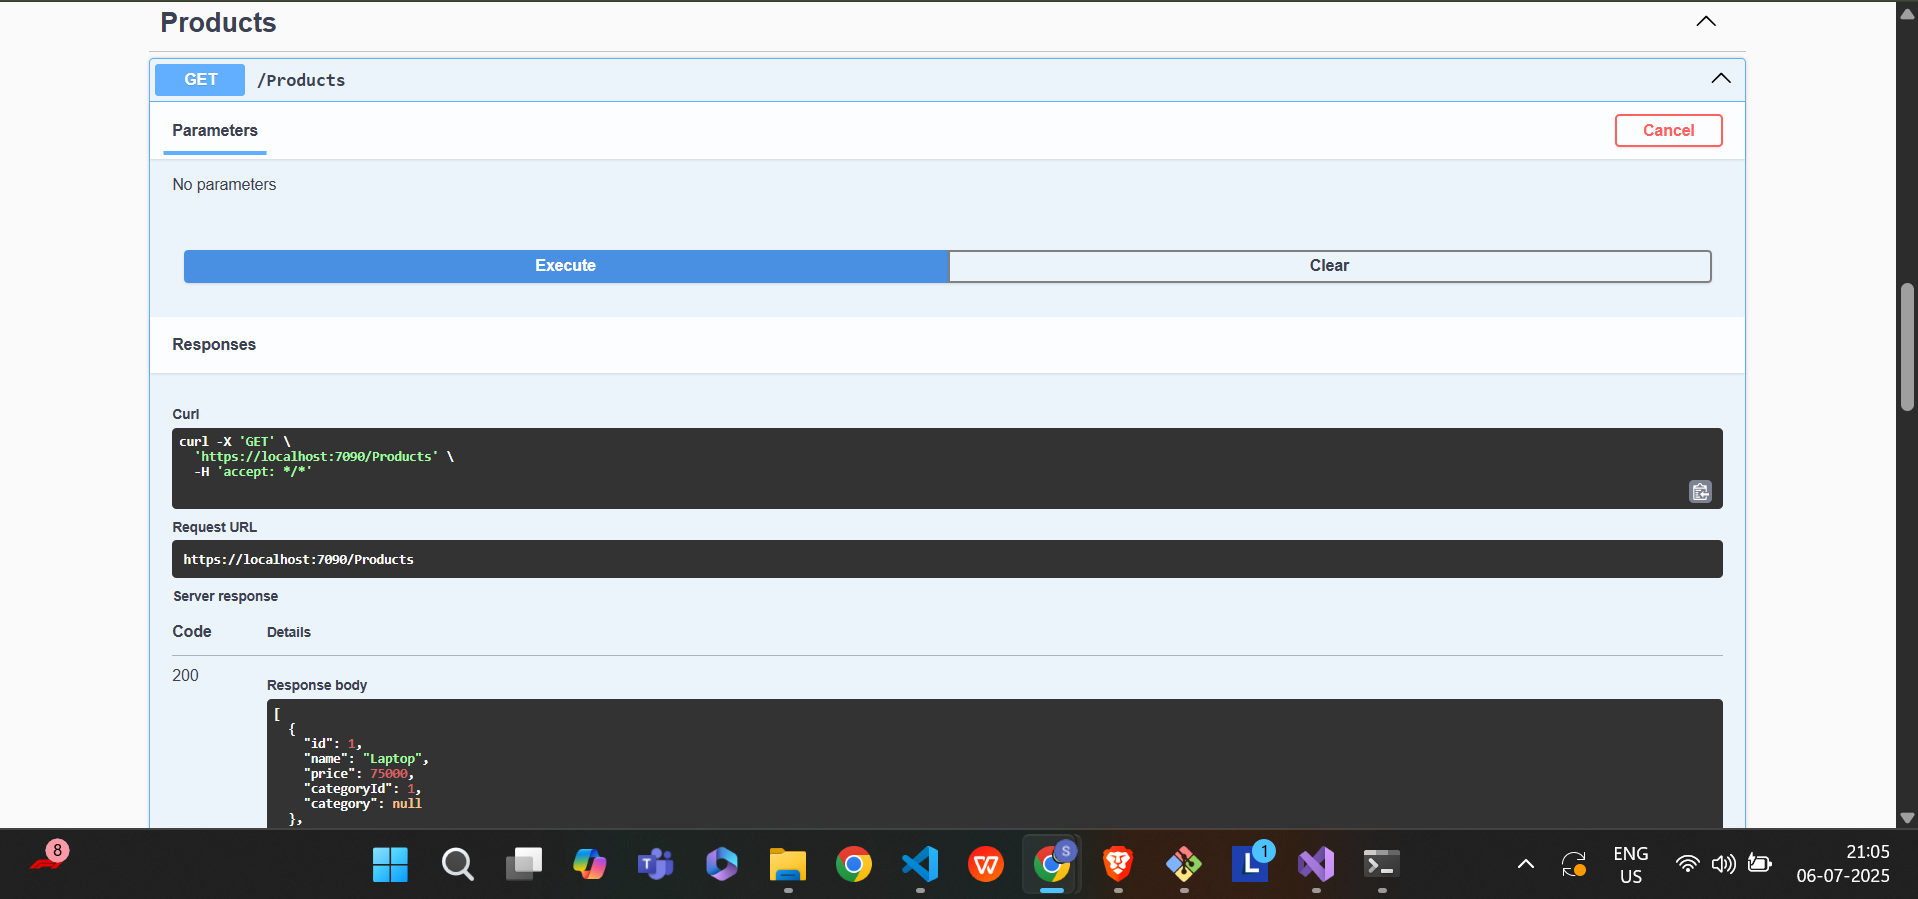 Products
GET /Products
Parameters
Cancel
No parameters
Execute
Clear
Responses
Curl
curl -X 'GET' \
'https://localhost:7090/Products' \
-H 'accept: */*'
Request URL
https://localhost:7090/Products
Server response
Code Details
200
Response body
[
{
"id": 1,
"name": "Laptop",
"price": 75000,
"categoryId": 1,
"category": null
},
8
T
W
S
L
1
ENG
US
21:05
06-07-2025